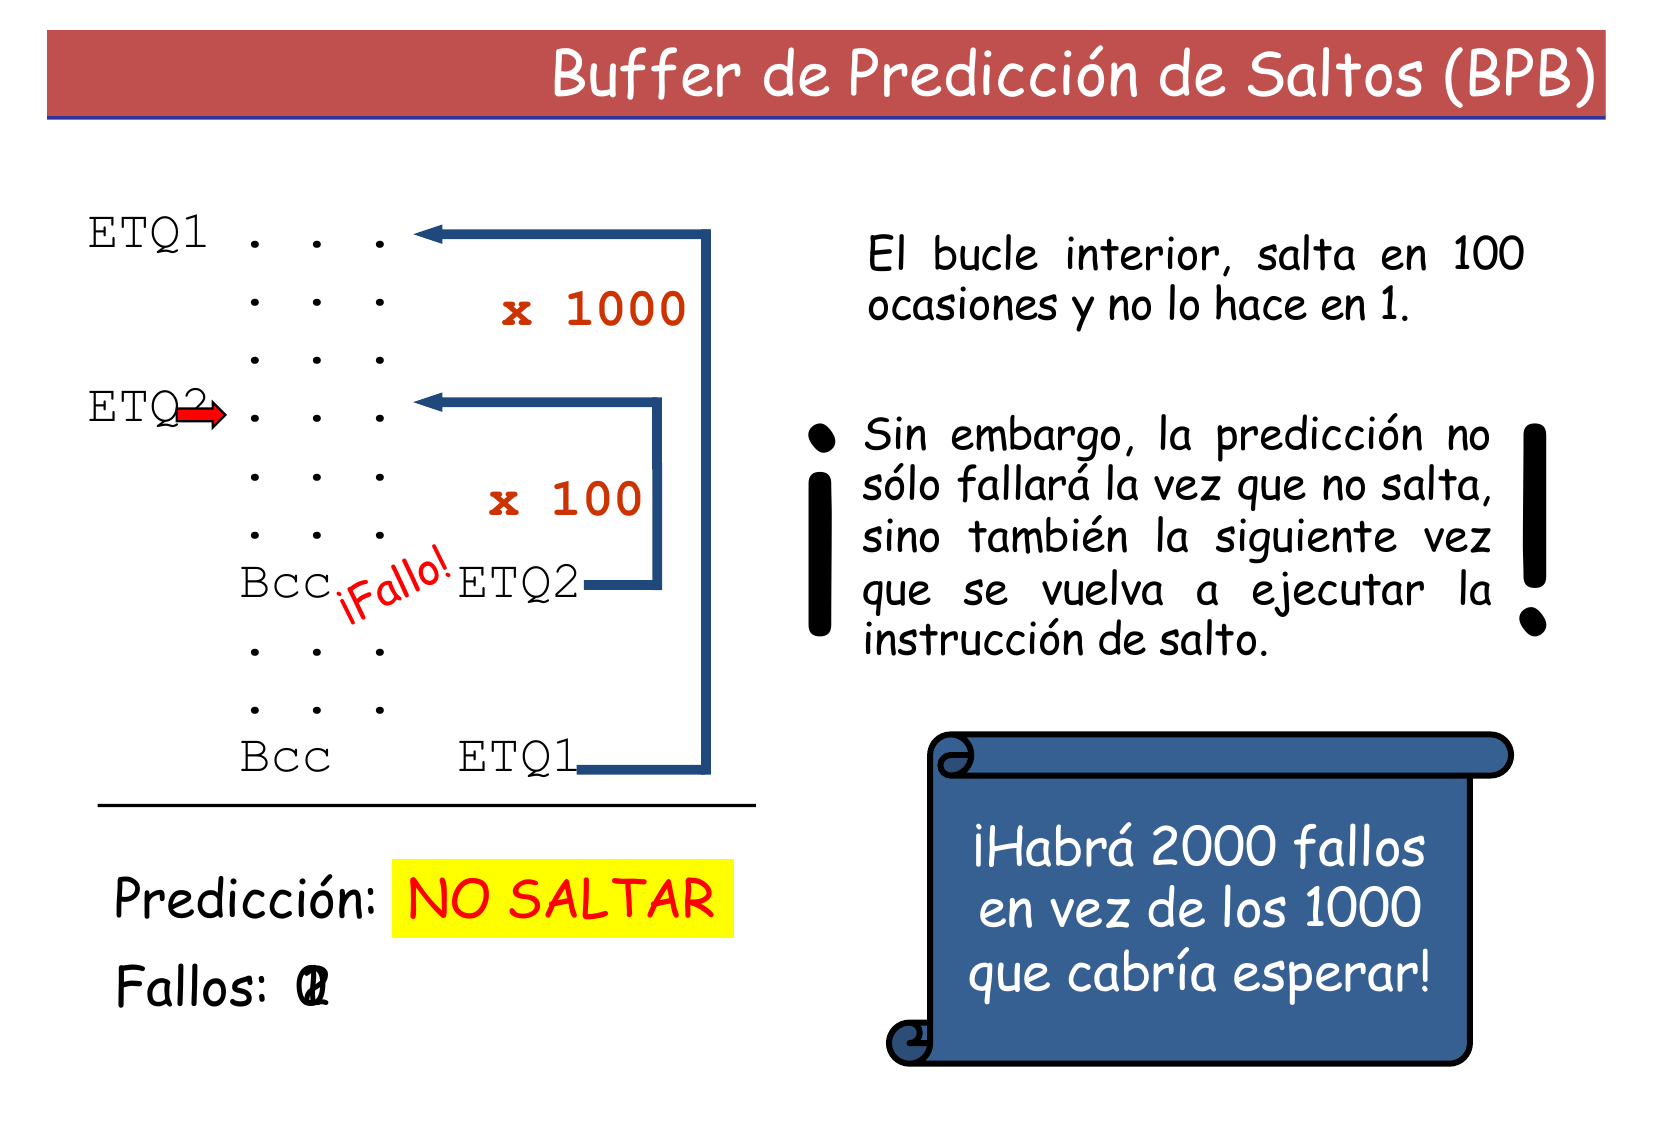 Buffer de Predicción de Saltos (BPB)
ETQ1 . . .
. . .
x 1000
. . .
ETQ2 . . .
. . .
x 100
. . .
Bcc ETQ2
¡Fallo!
. . .
. . .
Bcc ETQ1
Predicción: NO SALTAR
Fallos:
El bucle interior, salta en 100
ocasiones y no lo hace en 1.
¡
Sin embargo, la predicción no
sólo fallará la vez que no salta,
sino también la siguiente vez
que se vuelva a ejecutar la
instrucción de salto.
!
¡Habrá 2000 fallos
en vez de los 1000
que cabría esperar!